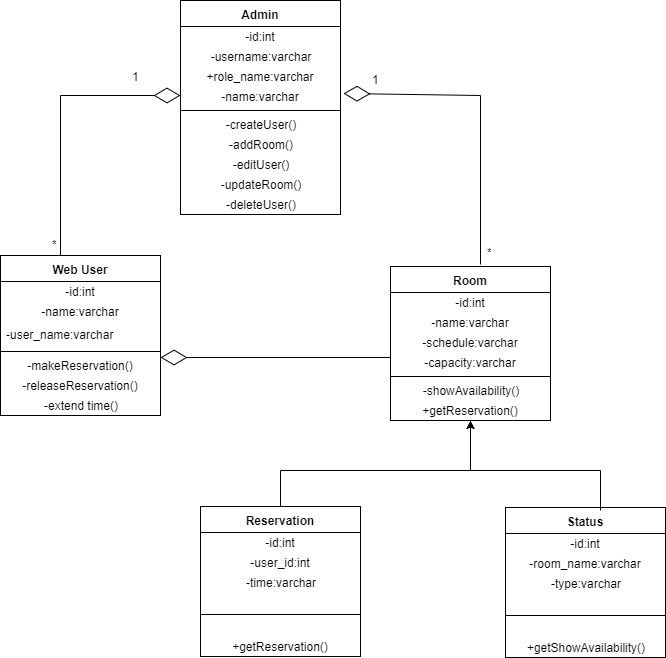 Admin
-id:int
-username:varchar
+role_name:varchar
-name:varchar
-createUser()
-addRoom()
-editUser()
-updateRoom()
-deleteUser()
1
1
*
*
Web User
-id:int
-name:varchar
-user_name:varchar
-makeReservation()
-releaseReservation()
-extend time()
Room
-id:int
-name:varchar
-schedule:varchar
-capacity:varchar
-showAvailability()
+getReservation()
Reservation
-id:int
-user_id:int
-time:varchar
+getReservation()
Status
-id:int
-room_name:varchar
-type:varchar
+getShowAvailability()